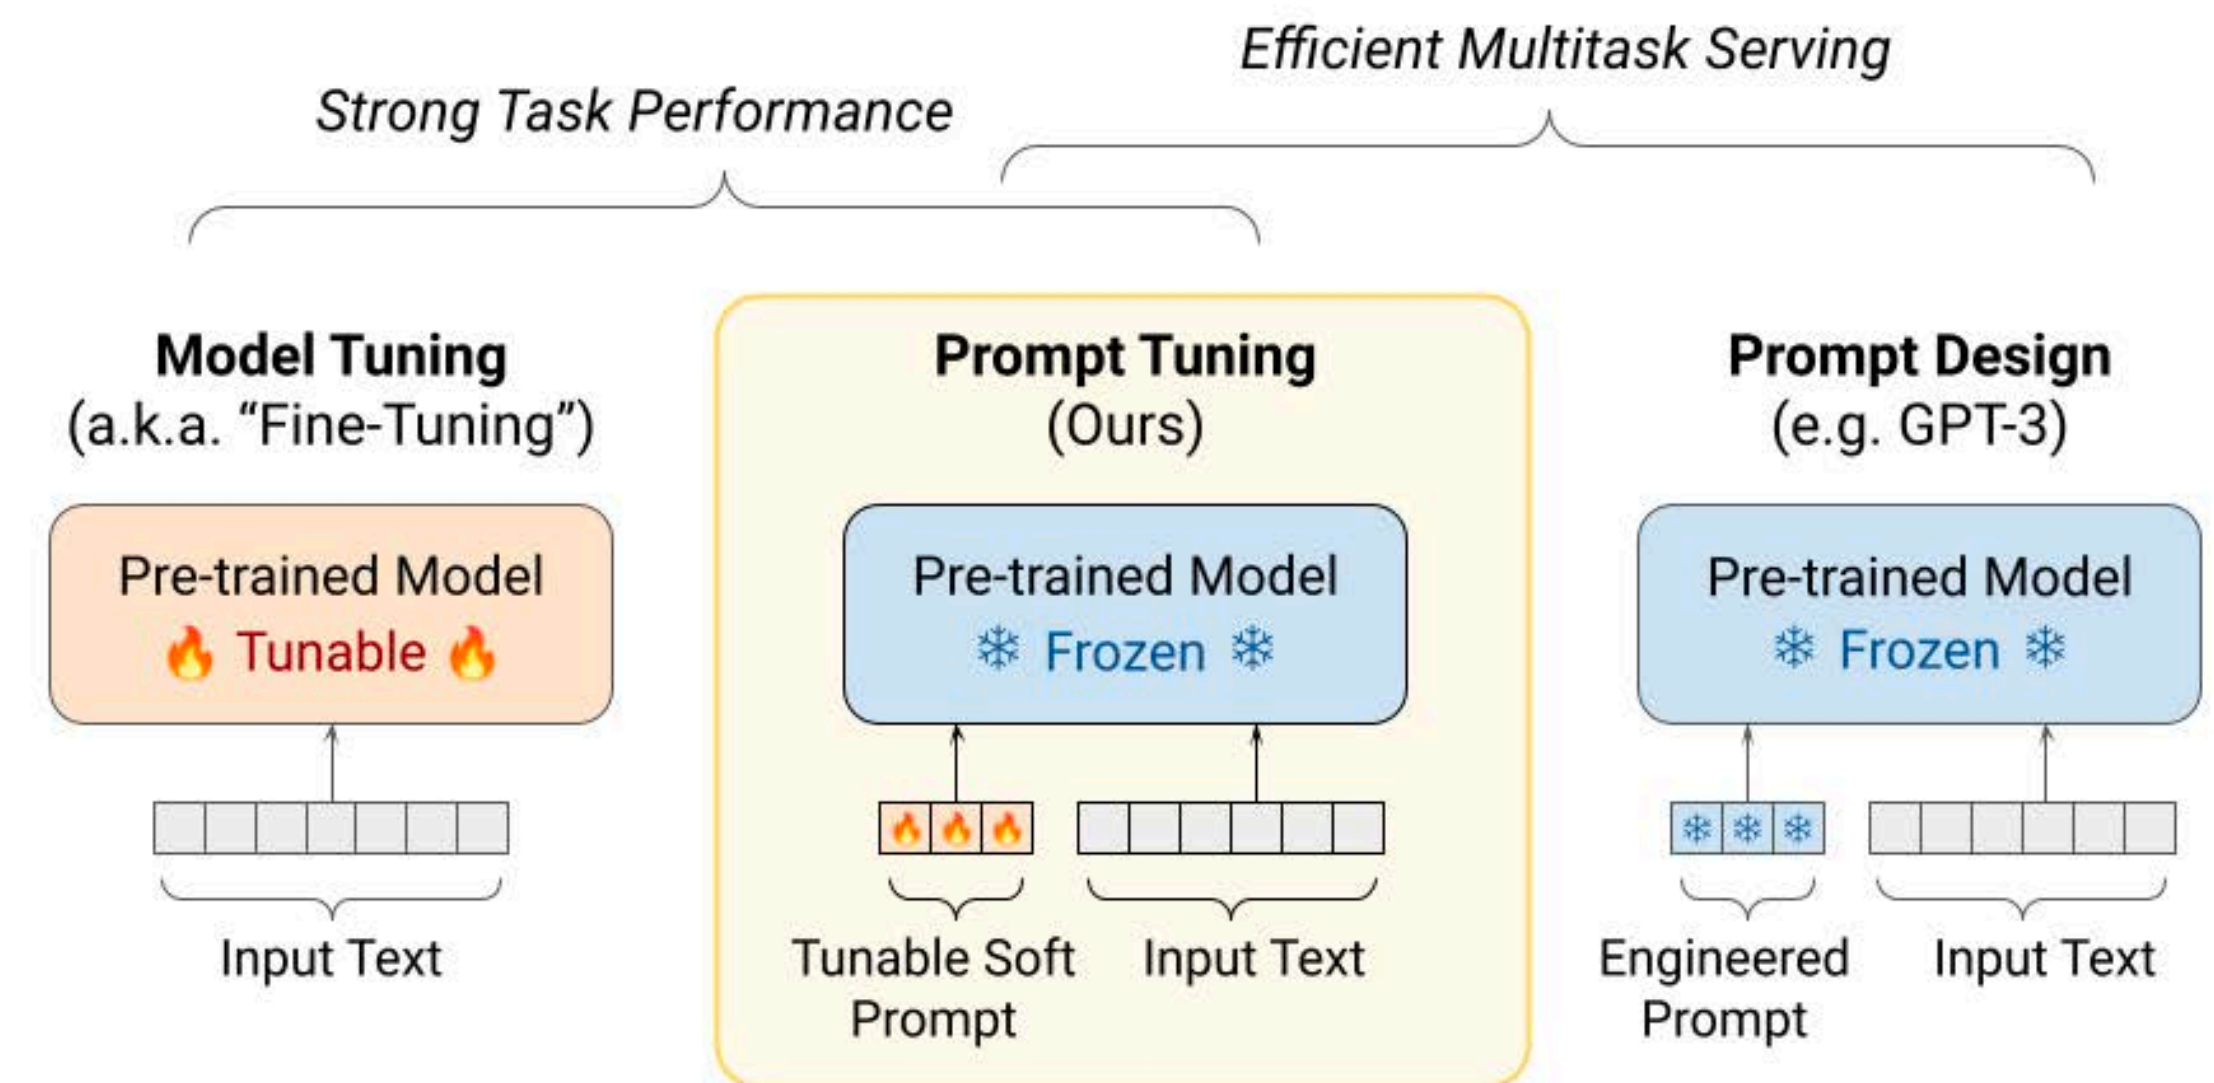 Efficient Multitask Serving
Strong Task Performance
Model Tuning
(a.k.a. “Fine-Tuning”)
Pre-trained Model
🔥 Tunable 🔥
Input Text
Prompt Tuning
(Ours)
Pre-trained Model
❄ Frozen ❄
Tunable Soft
Prompt
Input Text
Prompt Design
(e.g. GPT-3)
Pre-trained Model
❄ Frozen ❄
Engineered
Prompt
Input Text